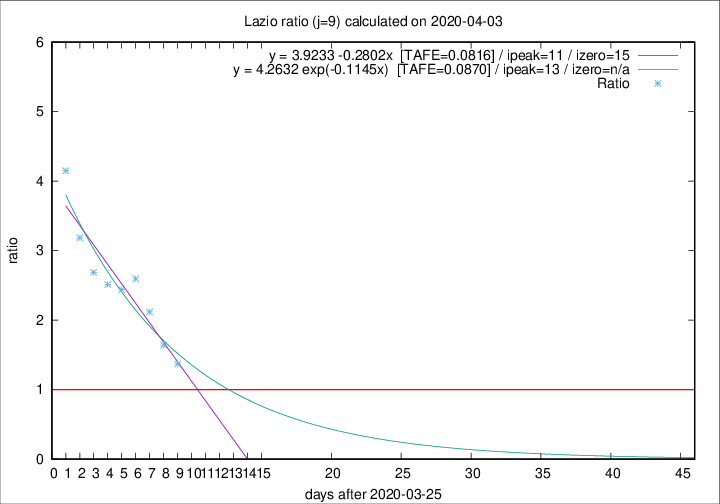 Lazio ratio (j=9) calculated on 2020-04-03
y = 3.9233 -0.2802x [TAFE=0.0816] / ipeak=11 / izero=15
y = 4.2632 exp(-0.1145x) [TAFE=0.0870] / ipeak=13 / izero=n/a
Ratio
6
5
4
3
2
1
0
ratio
0 1 2 3 4 5 6 7 8 9 10 11 12 13 14 15 20 25 30 35 40 45
days after 2020-03-25